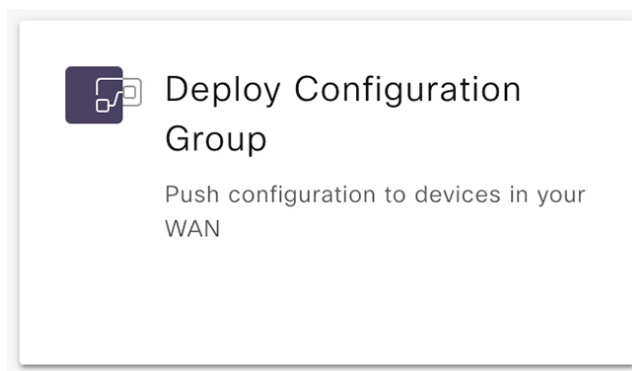 Deploy Configuration
Group
Push configuration to devices in your
WAN